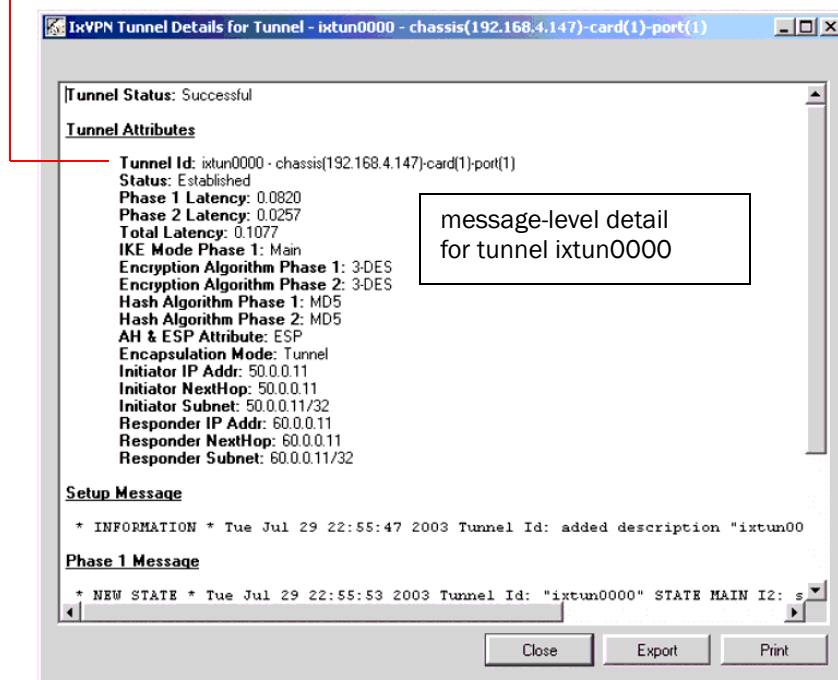 IxVPN Tunnel Details for Tunnel - ixtun0000 - chassis(192.168.4.147)-card(1)-port(1)
Tunnel Status: Successful
Tunnel Attributes
Tunnel Id: ixtun0000 - chassis(192.168.4.147)-card(1)-port(1)
Status: Established
Phase 1 Latency: 0.0820
Phase 2 Latency: 0.0257
Total Latency: 0.1077
IKE Mode Phase 1: Main
Encryption Algorithm Phase 1: 3-DES
Encryption Algorithm Phase 2: 3-DES
Hash Algorithm Phase 1: MD5
Hash Algorithm Phase 2: MD5
AH & ESP Attribute: ESP
Encapsulation Mode: Tunnel
Initiator IP Addr: 50.0.0.11
Initiator NextHop: 50.0.0.11
Initiator Subnet: 50.0.0.11/32
Responder IP Addr: 60.0.0.11
Responder NextHop: 60.0.0.11
Responder Subnet: 60.0.0.11/32
message-level detail
for tunnel ixtun0000
Setup Message
* INFORMATION * Tue Jul 29 22:55:47 2003 Tunnel Id: added description "ixtun00
Phase 1 Message
* NEW STATE * Tue Jul 29 22:55:53 2003 Tunnel Id: "ixtun0000" STATE MAIN I2: s
Close Export Print